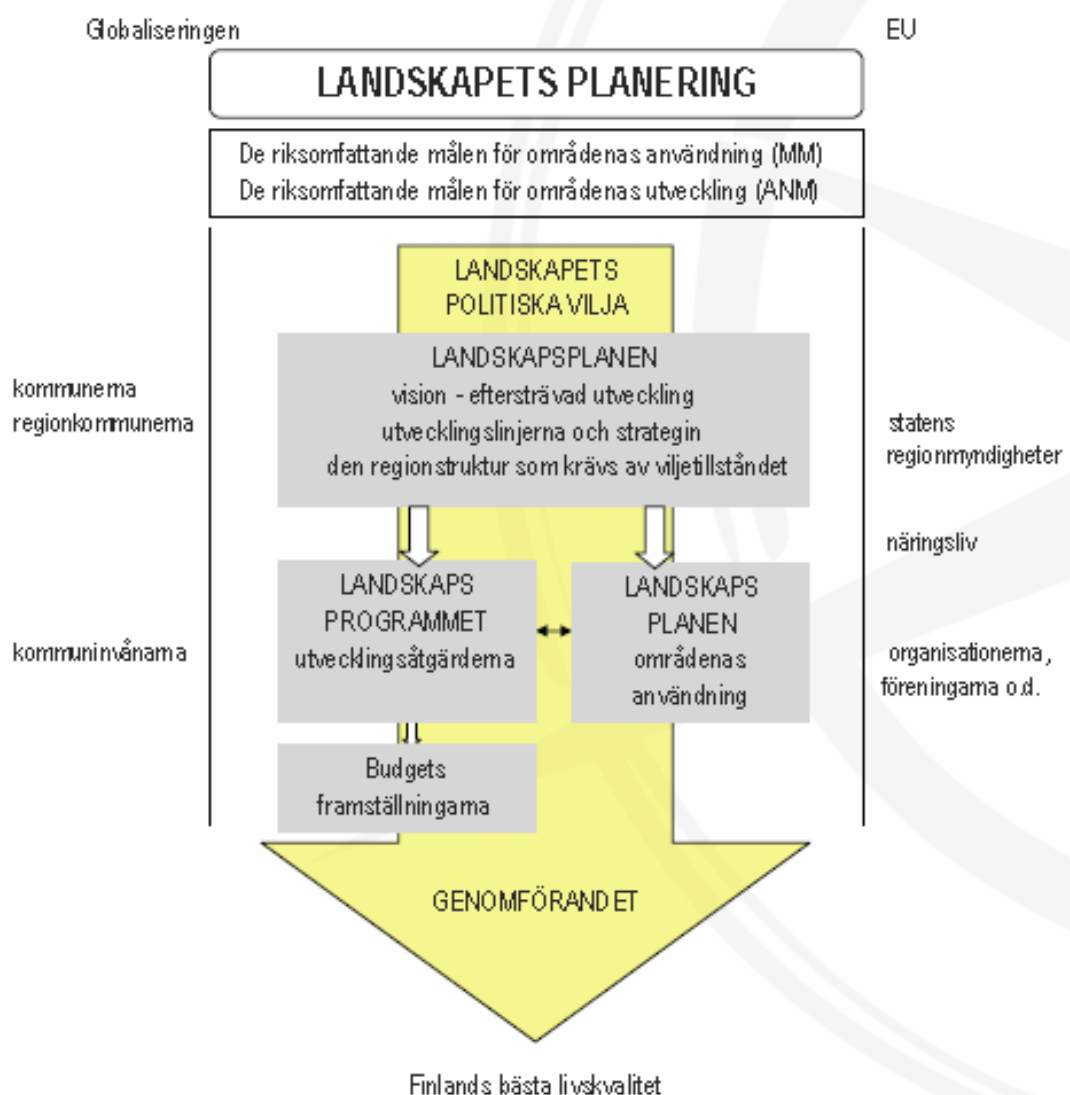 Globaliseringen
EU
LANDSKAPETS PLANERING
De riksomfattande målen för områdenas användning (MM)
De riksomfattande målen för områdenas utveckling (ANM)
LANDSKAPETS
POLITISKA VILJA
LANDSKAPSPLANEN
vision - eftersträvad utveckling
utvecklingslinjerna och strategin
den regionstruktur som krävs av viljetillståndet
kommunerna
regionkommunerna
statens
regionmyndigheter
näringsliv
LANDSKAPS
PROGRAMMET
utvecklingsåtgärderna
LANDSKAPS
PLANEN
områdenas
användning
kommuninvånarna
organisationerna,
föreningarna o.d.
Budgets
framställningarna
GENOMFÖRANDET
Finlands bästa livskvalitet